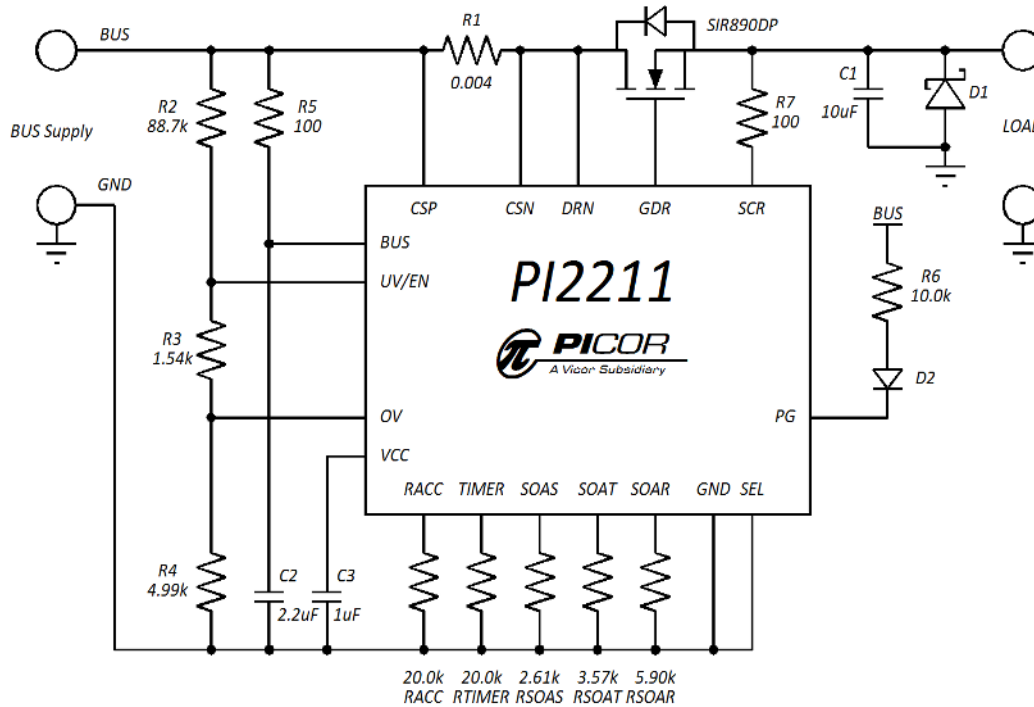 BUS
R1
0.004
SIR890DP
R2
88.7k
R5
100
R7
100
C1
10uF
D1
BUS Supply
LOAD
GND
CSP
CSN
DRN
GDR
SCR
BUS
BUS
UV/EN
PI2211
R6
10.0k
R3
1.54k
PICOR
A Vicor Subsidiary
D2
OV
PG
VCC
RACC
TIMER
SOAS
SOAT
SOAR
GND
SEL
R4
4.99k
C2
2.2uF
C3
1uF
20.0k
RACC
20.0k
RTIMER
2.61k
RSOAS
3.57k
RSOAT
5.90k
RSOAR